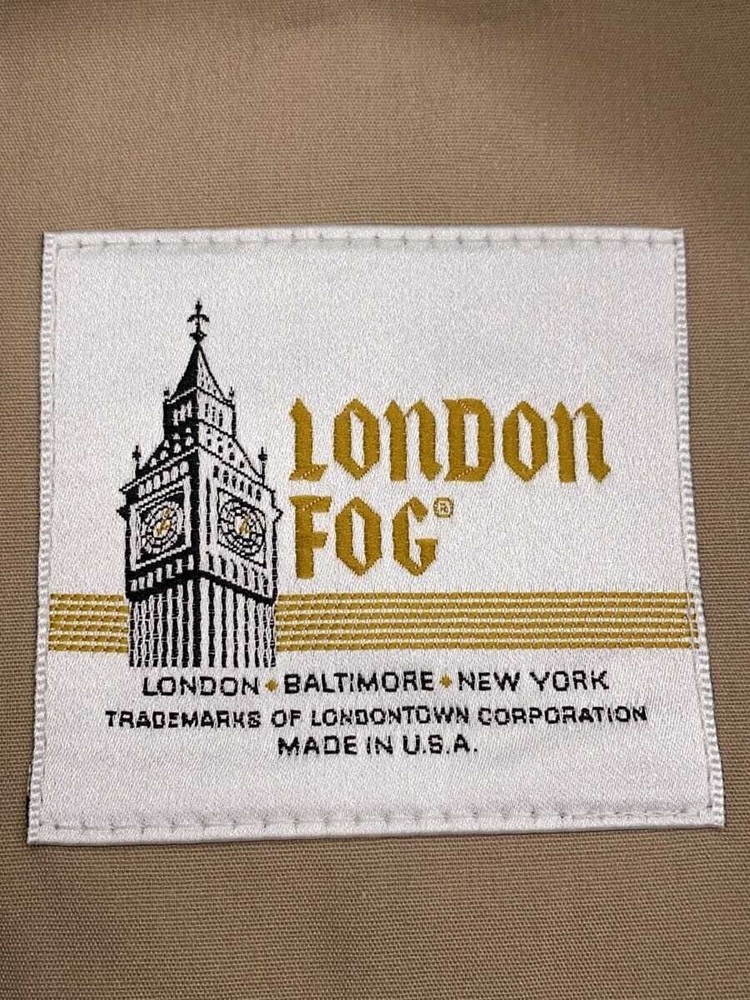 LONDON
FOG®
LONDON ♦ BALTIMORE ♦ NEW YORK
TRADEMARKS OF LONDONTOWN CORPORATION
MADE IN U.S.A.